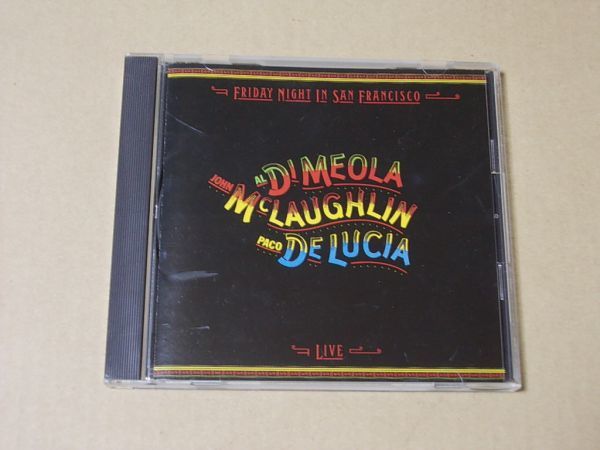 FRIDAY NIGHT IN SAN FRANCISCO
AL DI MEOLA
JOHN MCLAUGHLIN
PACO DE LUCIA
LIVE